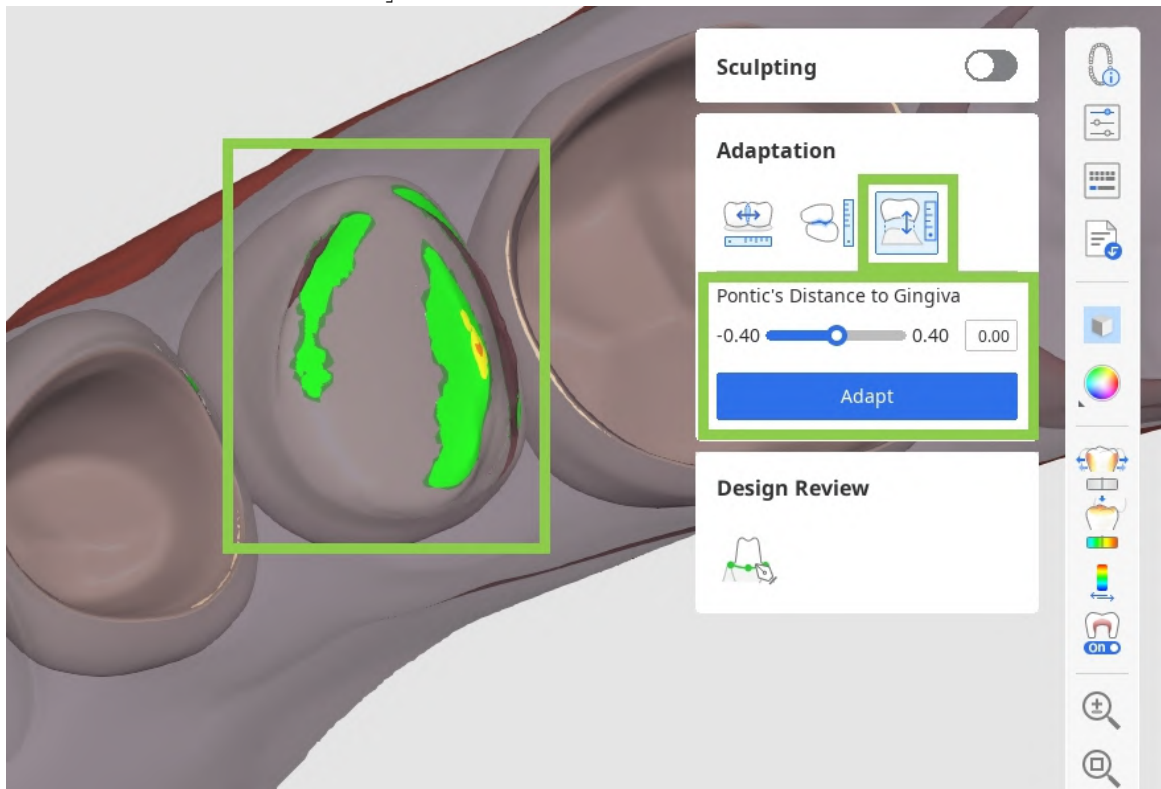 Sculpting
Adaptation
Pontic's Distance to Gingiva
-0.40 0.40 0.00
Adapt
Design Review
On